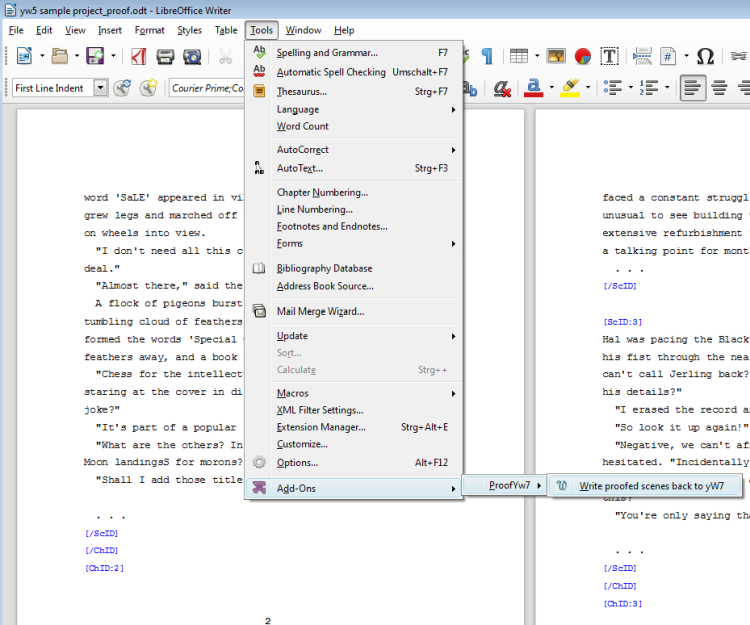 yw5 sample project_proof.odt - LibreOffice Writer
File Edit View Insert Format Styles Table Tools Window Help
First Line Indent
Courier Prime;Co
Spelling and Grammar... F7
Automatic Spell Checking Umschalt+F7
Thesaurus... Strg+F7
Language
Word Count
AutoCorrect
AutoText... Strg+F3
Chapter Numbering...
Line Numbering...
Footnotes and Endnotes...
Forms
Bibliography Database
Address Book Source...
Mail Merge Wizard...
Update
Sort...
Calculate Strg++
Macros
XML Filter Settings...
Extension Manager... Strg+Alt+E
Customize...
Options... Alt+F12
Add-Ons
ProofYw7
Write proofed scenes back to yW7
word 'SaLE' appeared in vi
grew legs and marched off
on wheels into view.
"I don't need all this c
deal."
"Almost there," said the
A flock of pigeons burst
tumbling cloud of feathers
formed the words 'Special
feathers away, and a book
"Chess for the intellect
staring at the cover in di
joke?"
"It's part of a popular
"What are the others? In
Moon landingsS for morons?
"Shall I add those title
. . .
[/ScID]
[/ChID]
[ChID:2]
2
faced a constant struggl
unusual to see building
extensive refurbishment
a talking point for mont
. . .
[/ScID]
[ScID:3]
Hal was pacing the Black
his fist through the nea
can't call Jerling back?
his details?"
"I erased the record a
"So look it up again!"
"Negative, we can't af
hesitated. "Incidentally
this?
"You're only saying tha
. . .
[/ScID]
[/ChID]
[ChID:3]